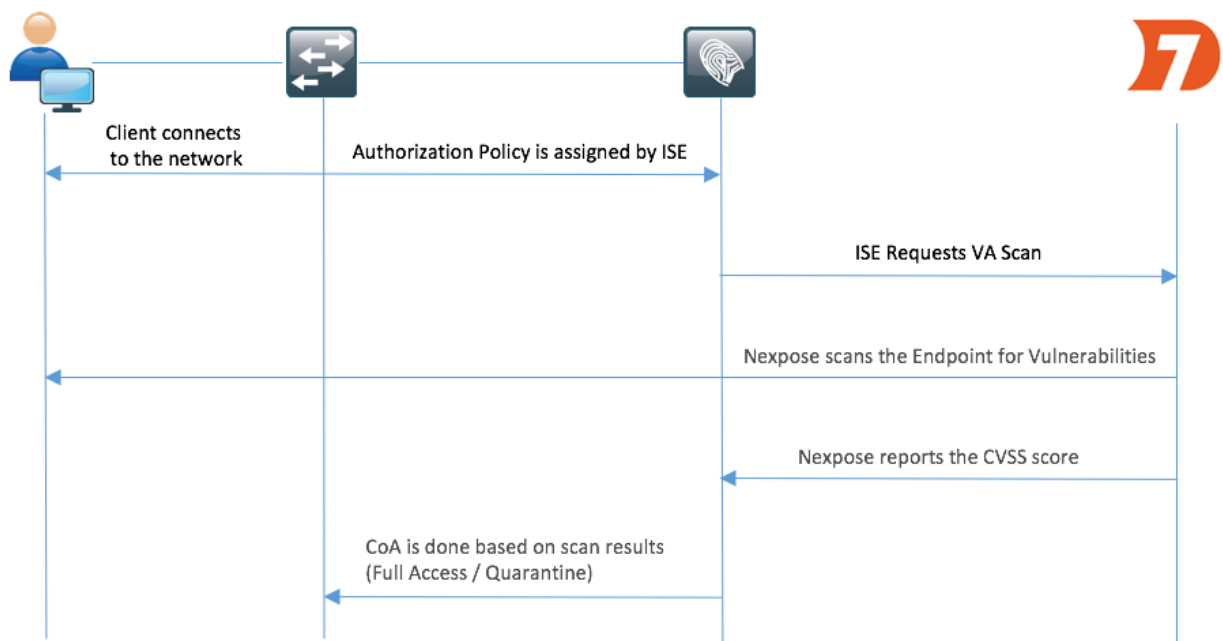 7
Client connects
to the network
Authorization Policy is assigned by ISE
ISE Requests VA Scan
Nexpose scans the Endpoint for Vulnerabilities
Nexpose reports the CVSS score
CoA is done based on scan results
(Full Access / Quarantine)